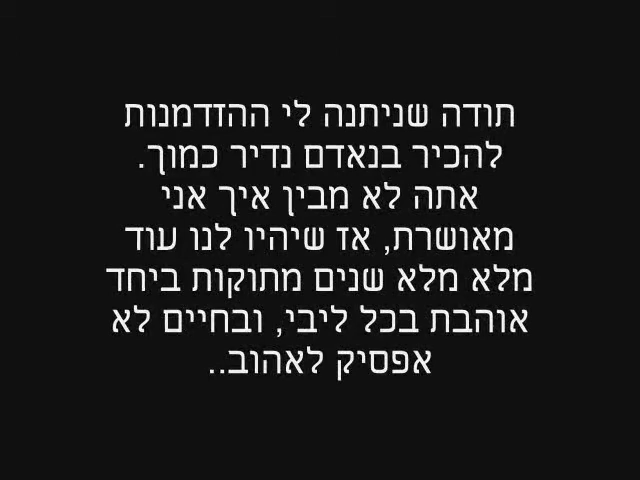 תודה שניתנה לי ההזדמנות
להכיר בנאדם נדיר כמוך.
אתה לא מבין איך אני
מאושרת, אז שיהיו לנו עוד
מלא מלא שנים מתוקות ביחד
אוהבת בכל ליבי, ובחיים לא
אפסיק לאהוב..